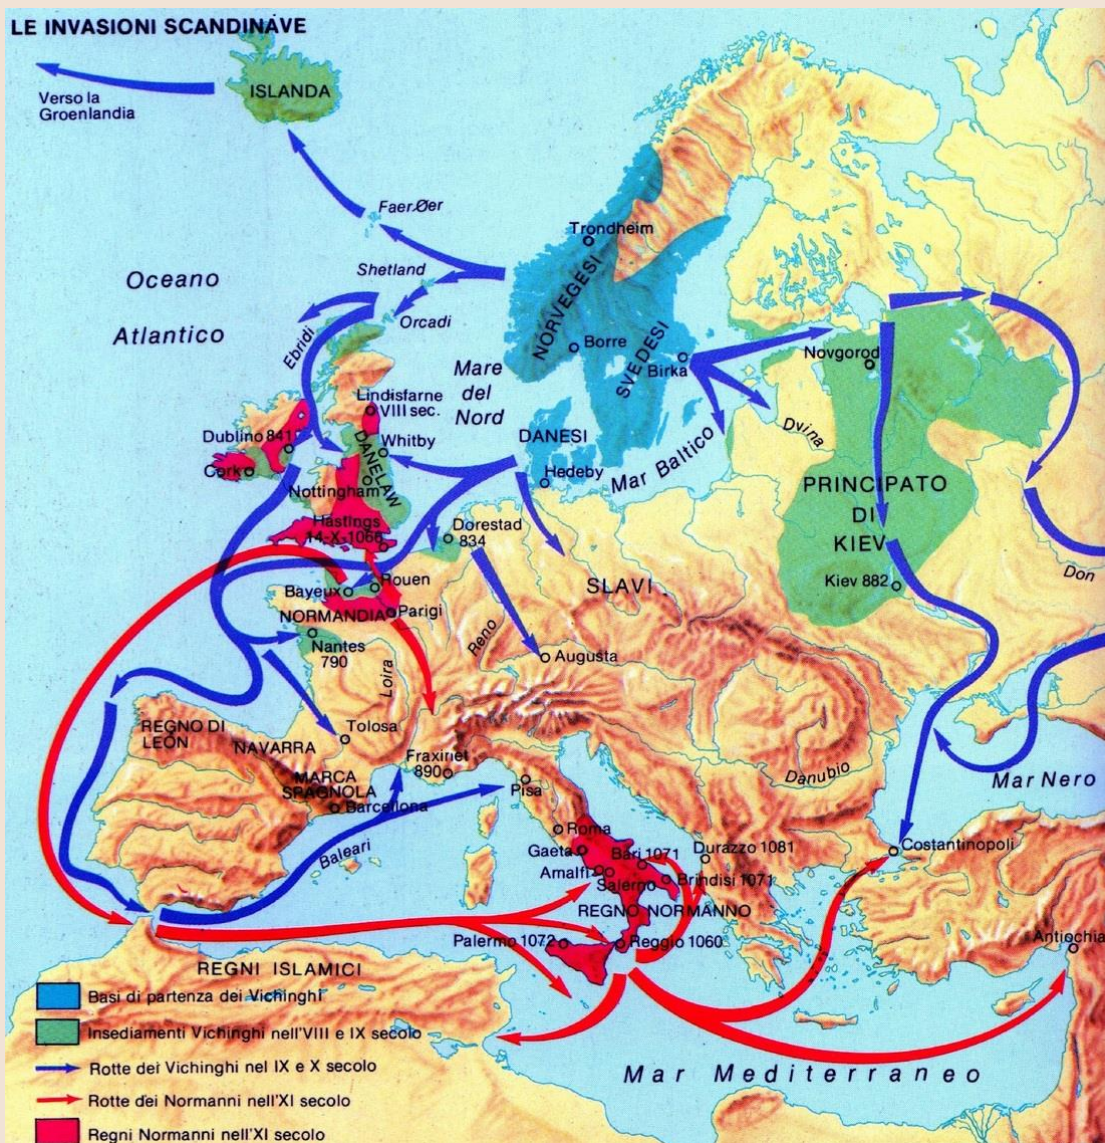 LE INVASIONI SCANDINAVE
ISLANDA
Verso la
Groenlandia
Faer Øer
Trondheim
Shetland
Oceano
Atlantico
Orcadi
NORVEGESI
Ebridi
Borre
SVEDESI
Birka
Novgorod
Mare
del
Nord
Lindisfarne
VIII sec.
Dvina
Dublino 841
Whitby
DANELAW
DANESI
Mar Baltico
Cork
Hedeby
Nottingham
PRINCIPATO
DI
KIEV
Hastings
14-X-1066
Dorestad
834
Don
Rouen
Bayeux
SLAVI
Kiev 882
NORMANDIA
Parigi
Reno
Nantes
790
Augusta
Loira
REGNO DI
LEÓN
Tolosa
NAVARRA
Fraxinet
890
Danubio
Mar Nero
MARCA
SPAGNOLA
Barcellona
Pisa
Baleari
Roma
Gaeta
Bari 1071
Durazzo 1081
Costantinopoli
Amalfi
Salerno
Brindisi 1071
REGNO NORMANNO
Palermo 1072
Reggio 1060
Antiochia
REGNI ISLAMICI
Basi di partenza dei Vichinghi
Insediamenti Vichinghi nell'VIII e IX secolo
Rotte dei Vichinghi nel IX e X secolo
Mar Mediterraneo
Rotte dei Normanni nell'XI secolo
Regni Normanni nell'XI secolo